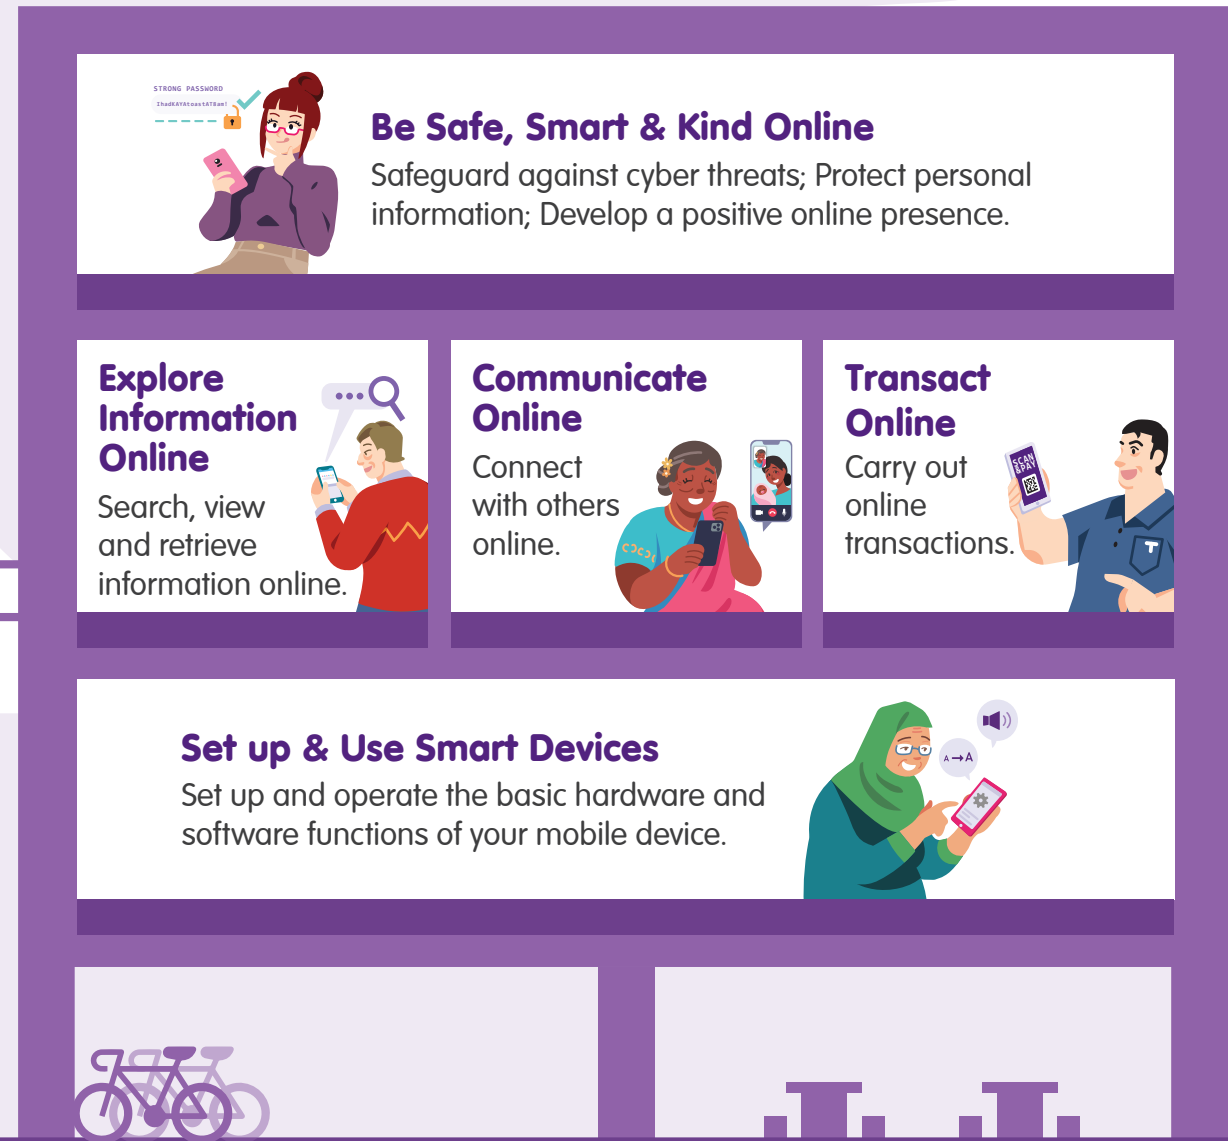 STRONG PASSWORD
IhadKAYAtoastAT8am!
Be Safe, Smart & Kind Online
Safeguard against cyber threats; Protect personal
information; Develop a positive online presence.
Explore
Information
Online
Search, view
and retrieve
information online.
Communicate
Online
Connect
with others
online.
Transact
Online
Carry out
online
transactions.
SCAN
&PAY
Set up & Use Smart Devices
Set up and operate the basic hardware and
software functions of your mobile device.
A → A